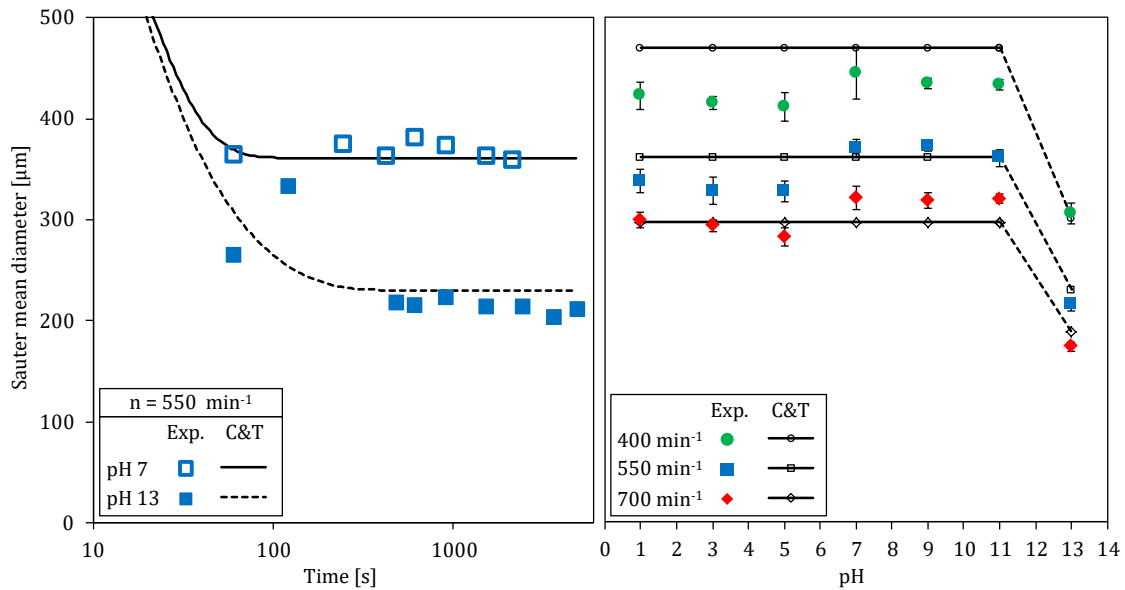 Sauter mean diameter [µm]
500
400
300
200
100
0
n = 550 min⁻¹
Exp. C&T
pH 7
pH 13
10 100 1000
Time [s]
Exp. C&T
400 min⁻¹
550 min⁻¹
700 min⁻¹
0 1 2 3 4 5 6 7 8 9 10 11 12 13 14
pH